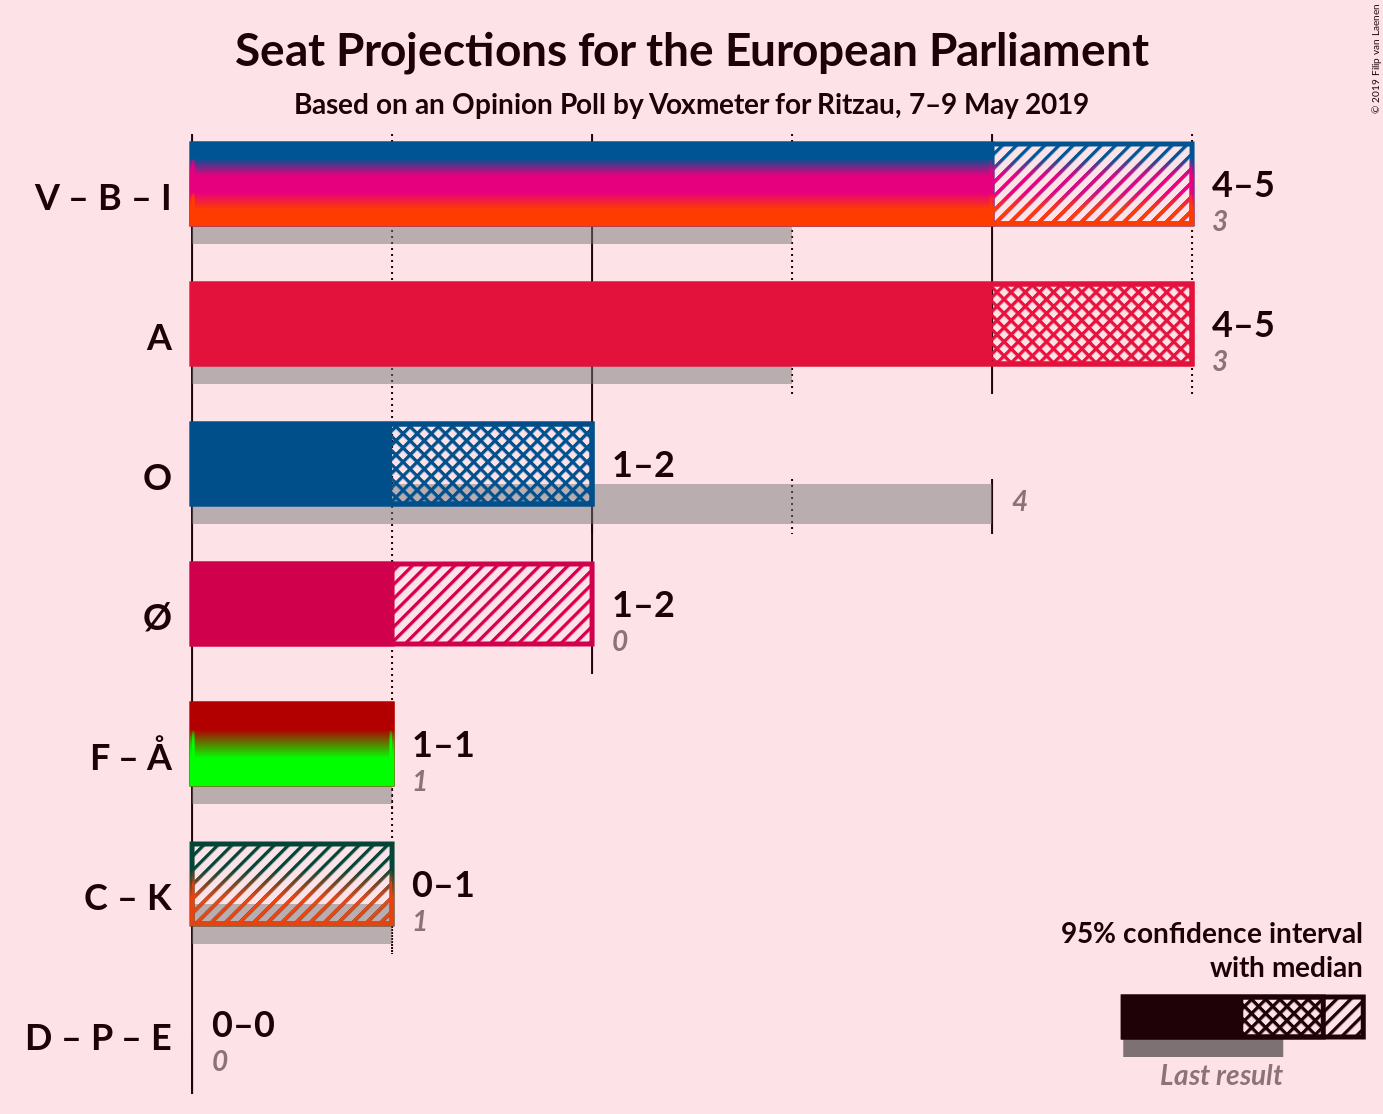 Seat Projections for the European Parliament
Based on an Opinion Poll by Voxmeter for Ritzau, 7–9 May 2019
© 2019 Filip van Laenen
V – B – I
4–5
3
A
4–5
3
O
1–2
4
Ø
1–2
0
F – Å
1–1
1
C – K
0–1
1
D – P – E
0–0
0
95% confidence interval
with median
Last result